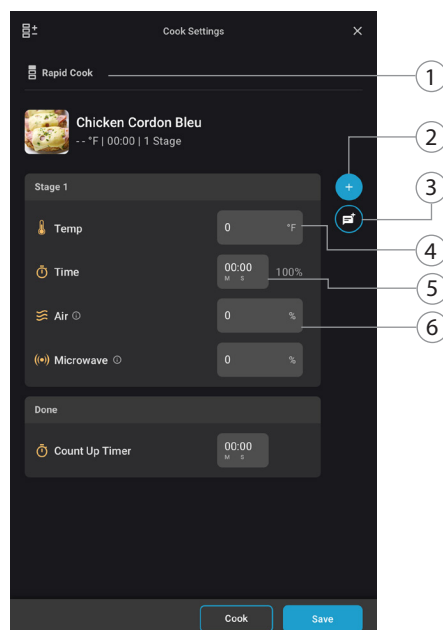 Cook Settings
Rapid Cook
1
Chicken Cordon Bleu
- - °F | 00:00 | 1 Stage
2
Stage 1
3
Temp 0 °F
4
Time 00:00 100%
M S
5
Air 0 %
6
Microwave 0 %
Done
Count Up Timer 00:00
M S
Cook Save